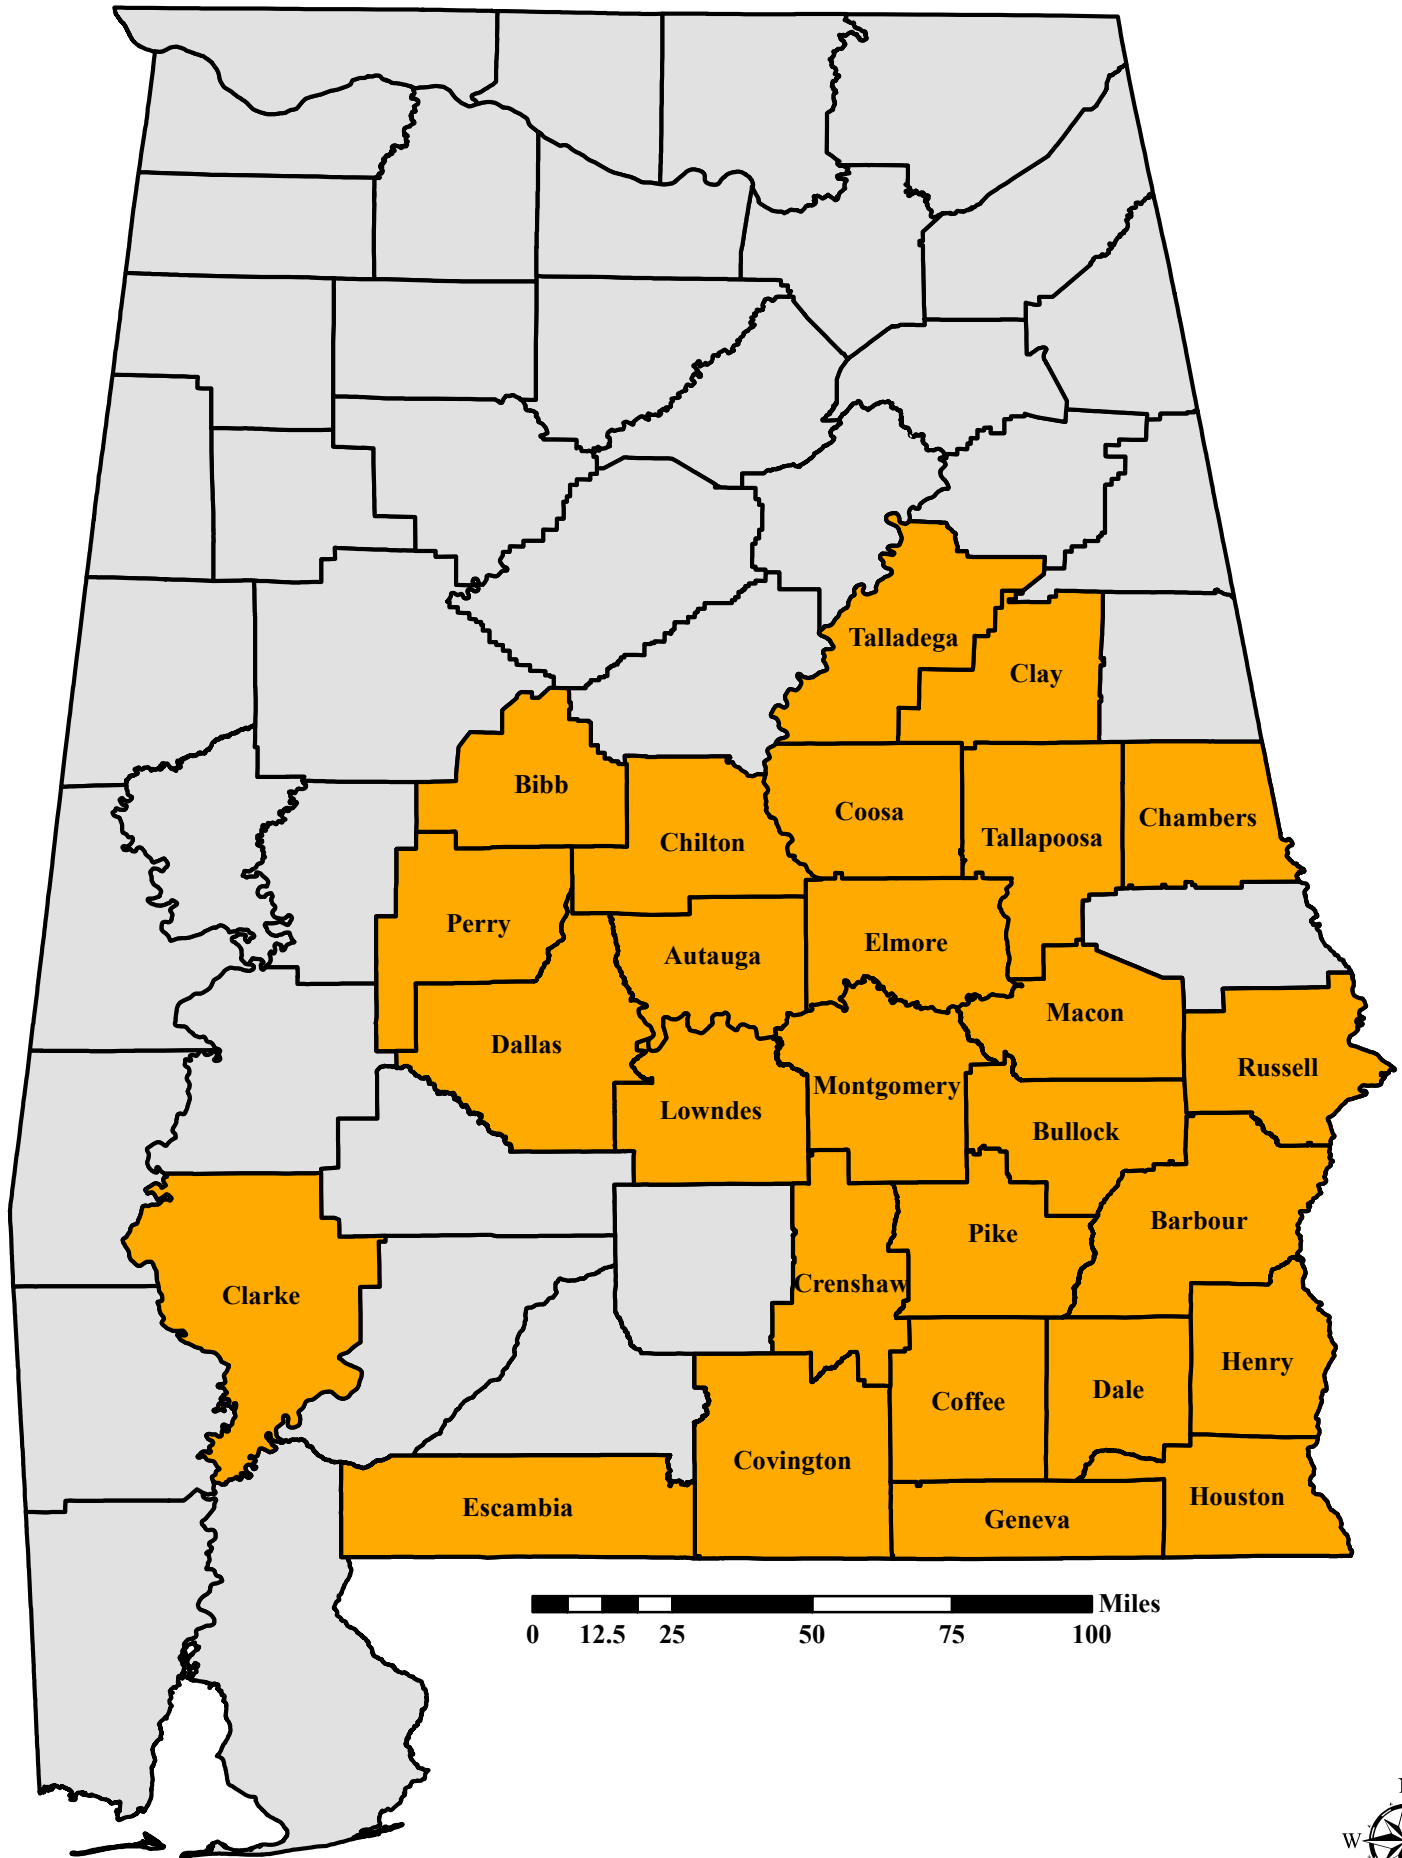 Talladega
Clay
Bibb
Coosa
Chambers
Chilton
Tallapoosa
Perry
Autauga
Elmore
Macon
Dallas
Russell
Montgomery
Lowndes
Bullock
Barbour
Pike
Crenshaw
Clarke
Henry
Dale
Coffee
Covington
Houston
Escambia
Geneva
Miles
0 12.5 25 50 75 100
W